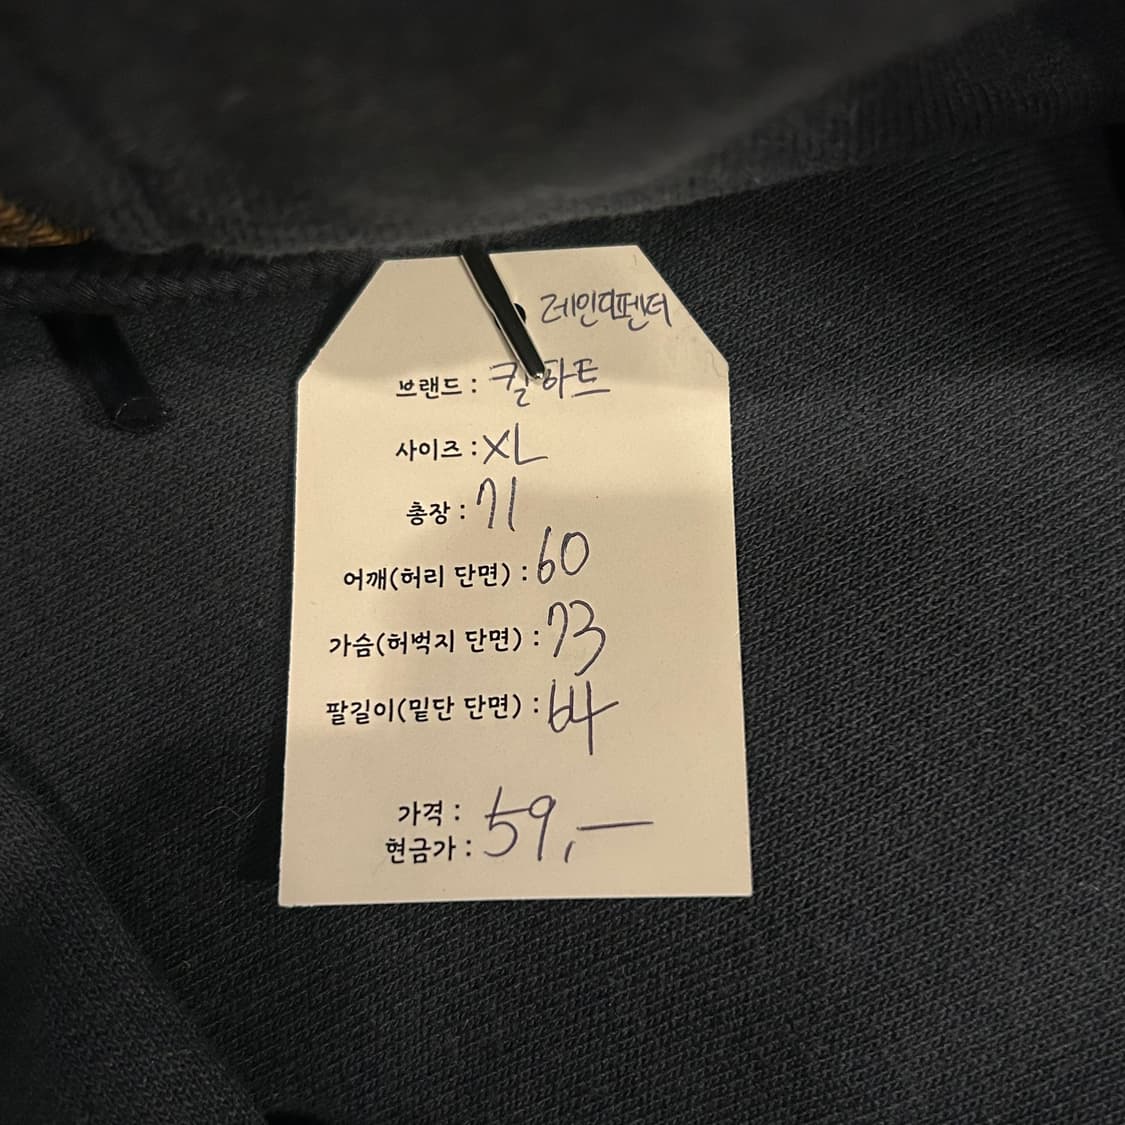 레인디펜더
브랜드 : 칼하트
사이즈 : XL
총장 : 71
어깨(허리 단면) : 60
가슴(허벅지 단면) : 73
팔길이(밑단 단면) : 64
가격 :
현금가 : 59,—